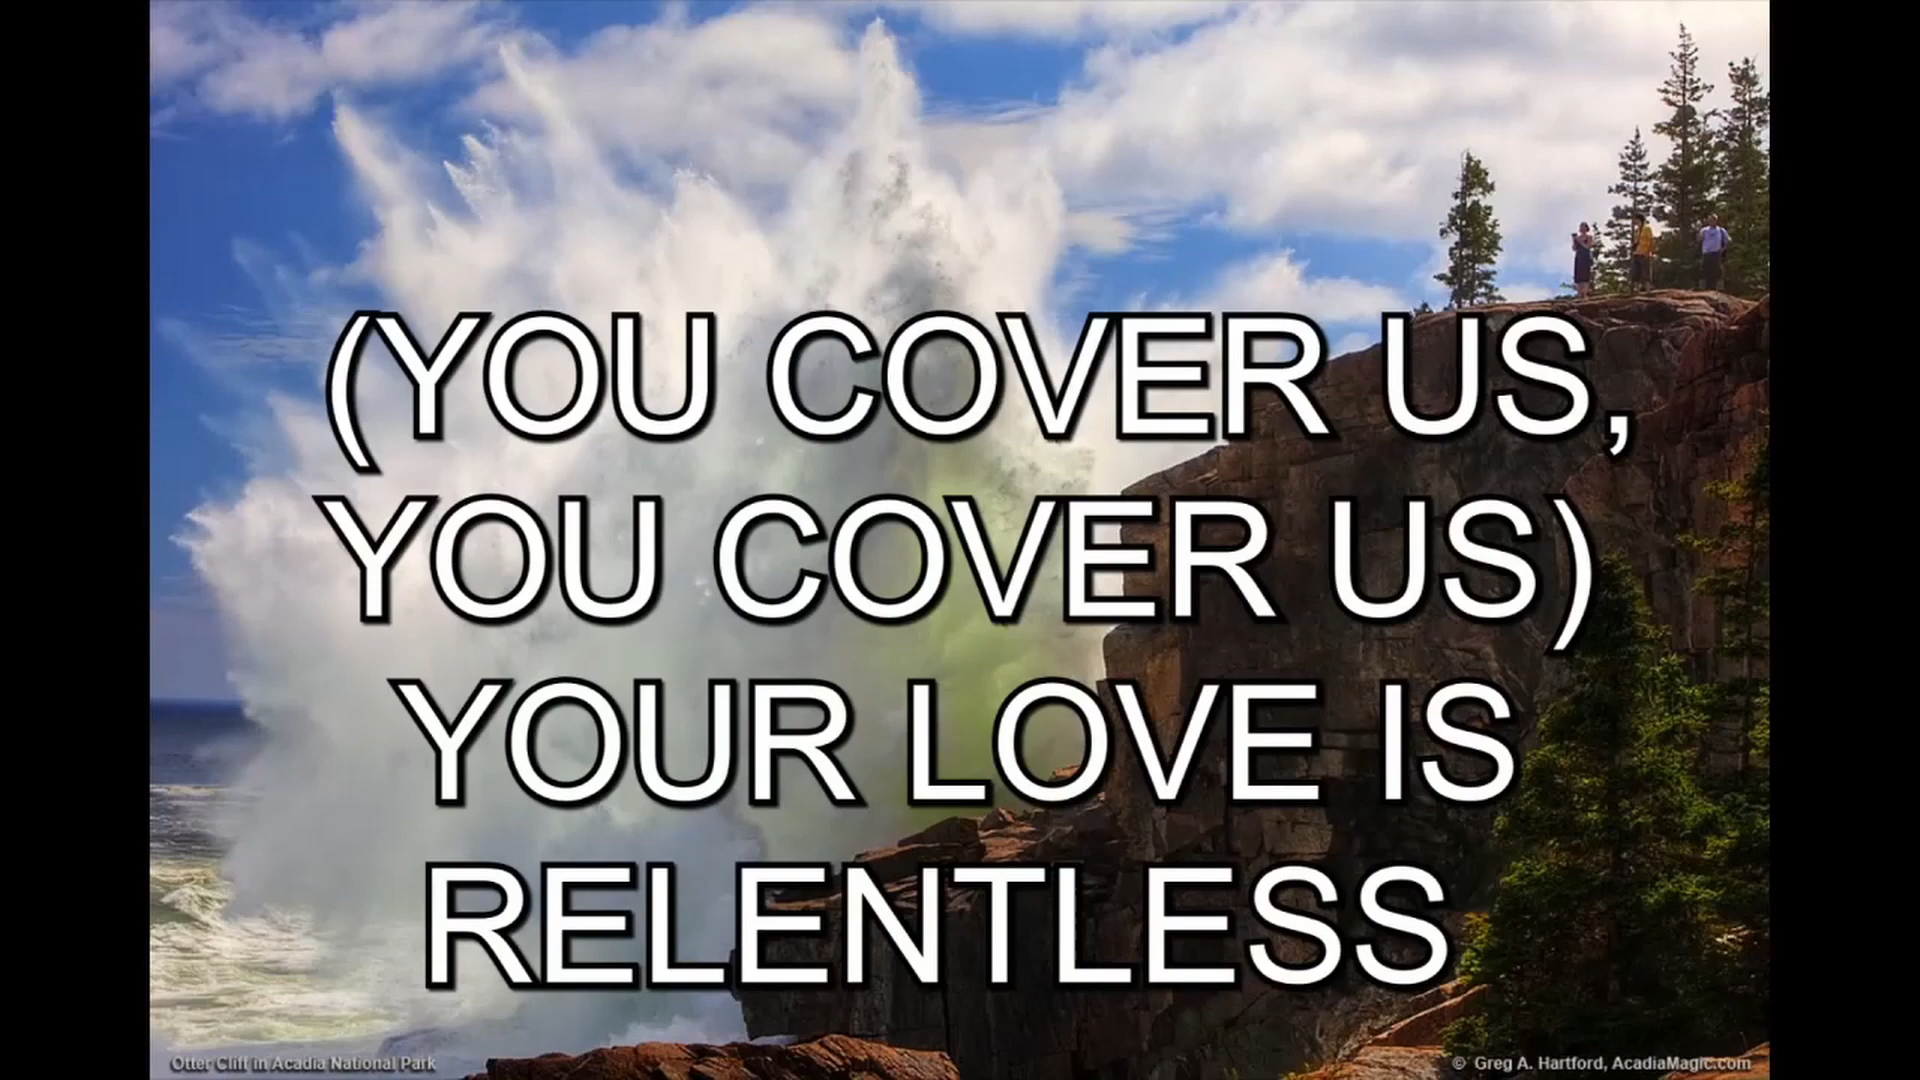 (YOU COVER US,
YOU COVER US)
YOUR LOVE IS
RELENTLESS
Otter Cliff in Acadia National Park
© Greg A. Hartford, AcadiaMagic.com